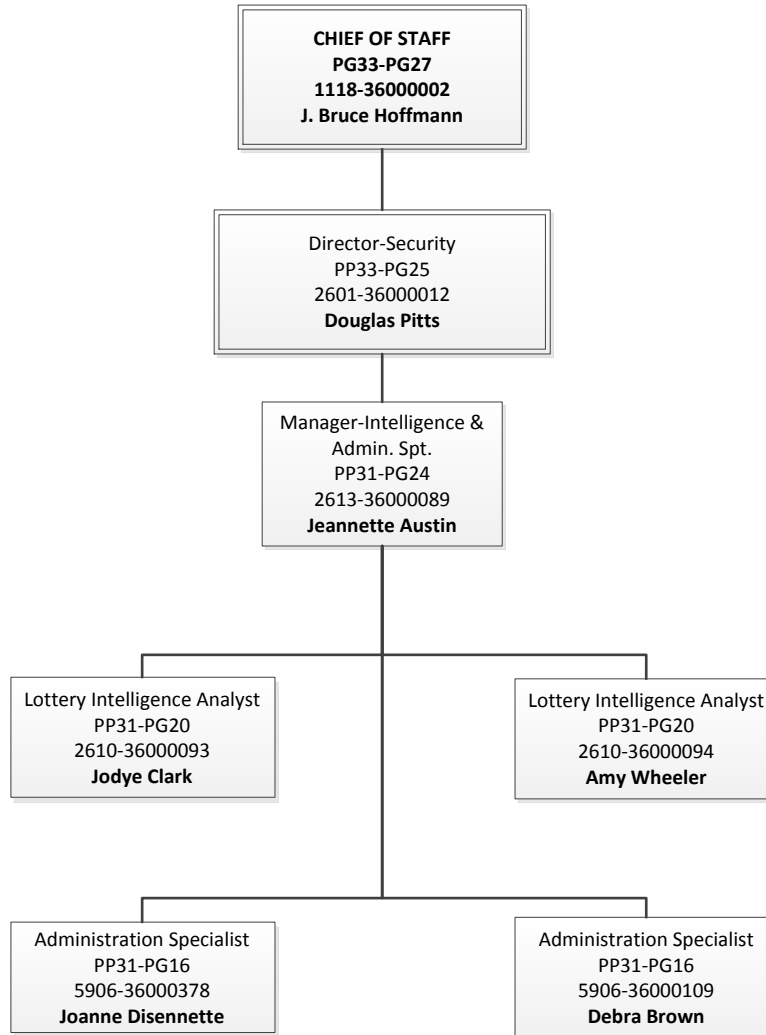 CHIEF OF STAFF
PG33-PG27
1118-36000002
J. Bruce Hoffmann
Director-Security
PP33-PG25
2601-36000012
Douglas Pitts
Manager-Intelligence &
Admin. Spt.
PP31-PG24
2613-36000089
Jeannette Austin
Lottery Intelligence Analyst
PP31-PG20
2610-36000093
Jodye Clark
Lottery Intelligence Analyst
PP31-PG20
2610-36000094
Amy Wheeler
Administration Specialist
PP31-PG16
5906-36000378
Joanne Disennette
Administration Specialist
PP31-PG16
5906-36000109
Debra Brown